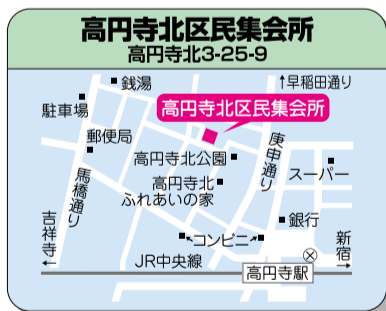 高円寺北区民集会所
高円寺北3-25-9
銭湯
↑早稲田通り
駐車場
高円寺北区民集会所
郵便局
高円寺北公園
庚申通り
スーパー
馬橋通り
高円寺北
ふれあいの家
銀行
コンビニ
吉祥寺
←
JR中央線
高円寺駅
新宿
→